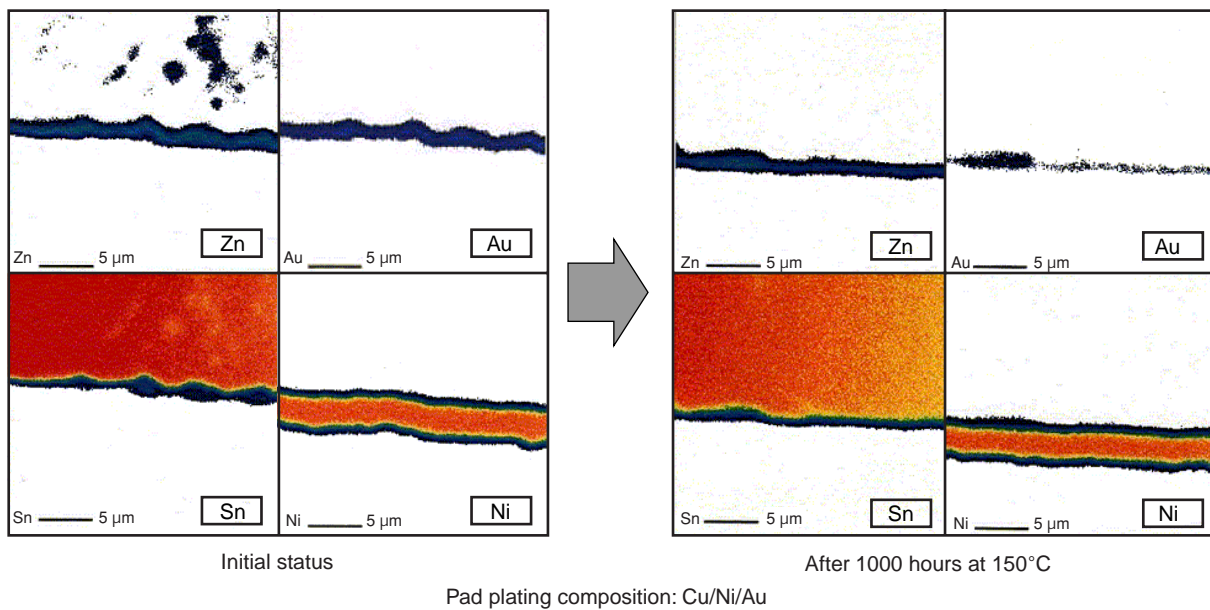 Zn
Au
Zn 5 µm
Au 5 µm
Sn
Ni
Sn 5 µm
Ni 5 µm
Initial status
Zn
Au
Zn 5 µm
Au 5 µm
Sn
Ni
Sn 5 µm
Ni 5 µm
After 1000 hours at 150°C
Pad plating composition: Cu/Ni/Au